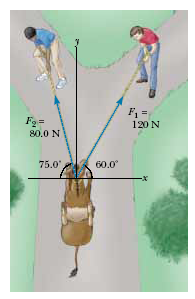 y
F₂ =
80.0 N
F₁ =
120 N
75.0°
60.0°
x